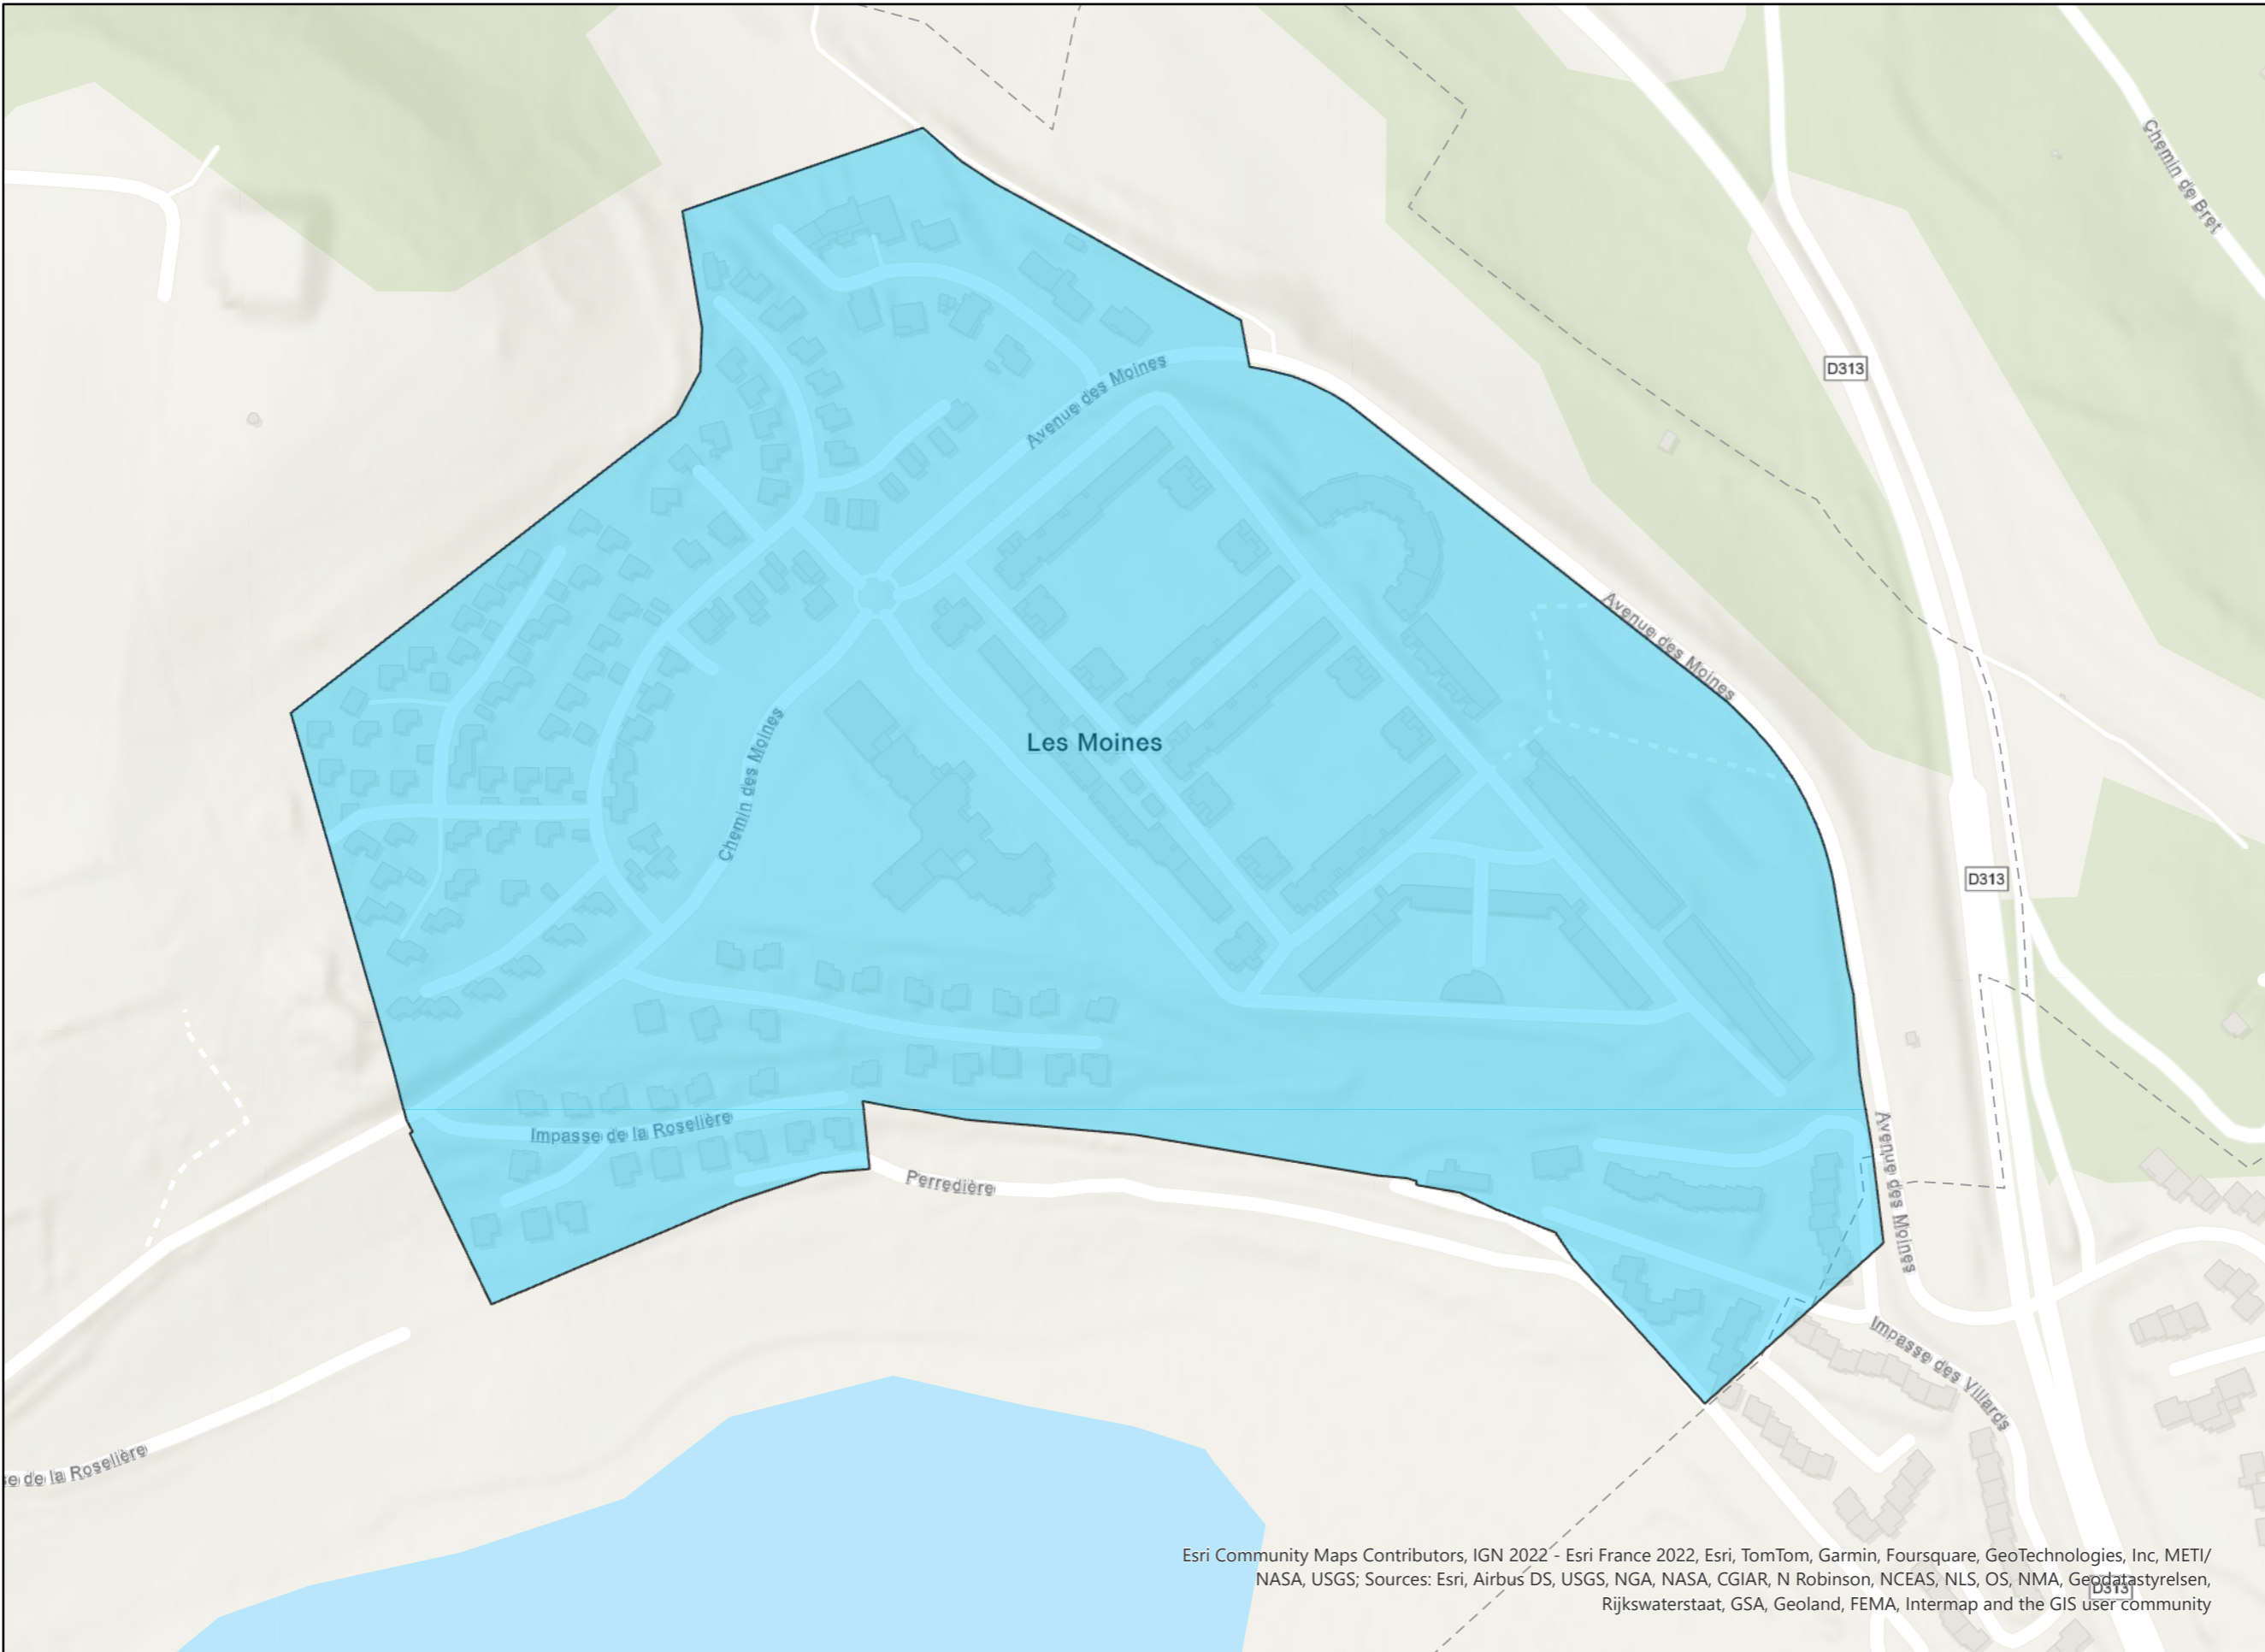 Chemin de Bret
D313
Avenue des Moines
Avenue des Moines
Les Moines
Chemin des Moines
D313
Impasse de la Roselière
Avenue des Moines
Perredière
Impasse des Villards
se de la Roselière
Esri Community Maps Contributors, IGN 2022 - Esri France 2022, Esri, TomTom, Garmin, Foursquare, GeoTechnologies, Inc, METI/
NASA, USGS; Sources: Esri, Airbus DS, USGS, NGA, NASA, CGIAR, N Robinson, NCEAS, NLS, OS, NMA, Geodatastyrelsen,
Rijkswaterstaat, GSA, Geoland, FEMA, Intermap and the GIS user community
D313